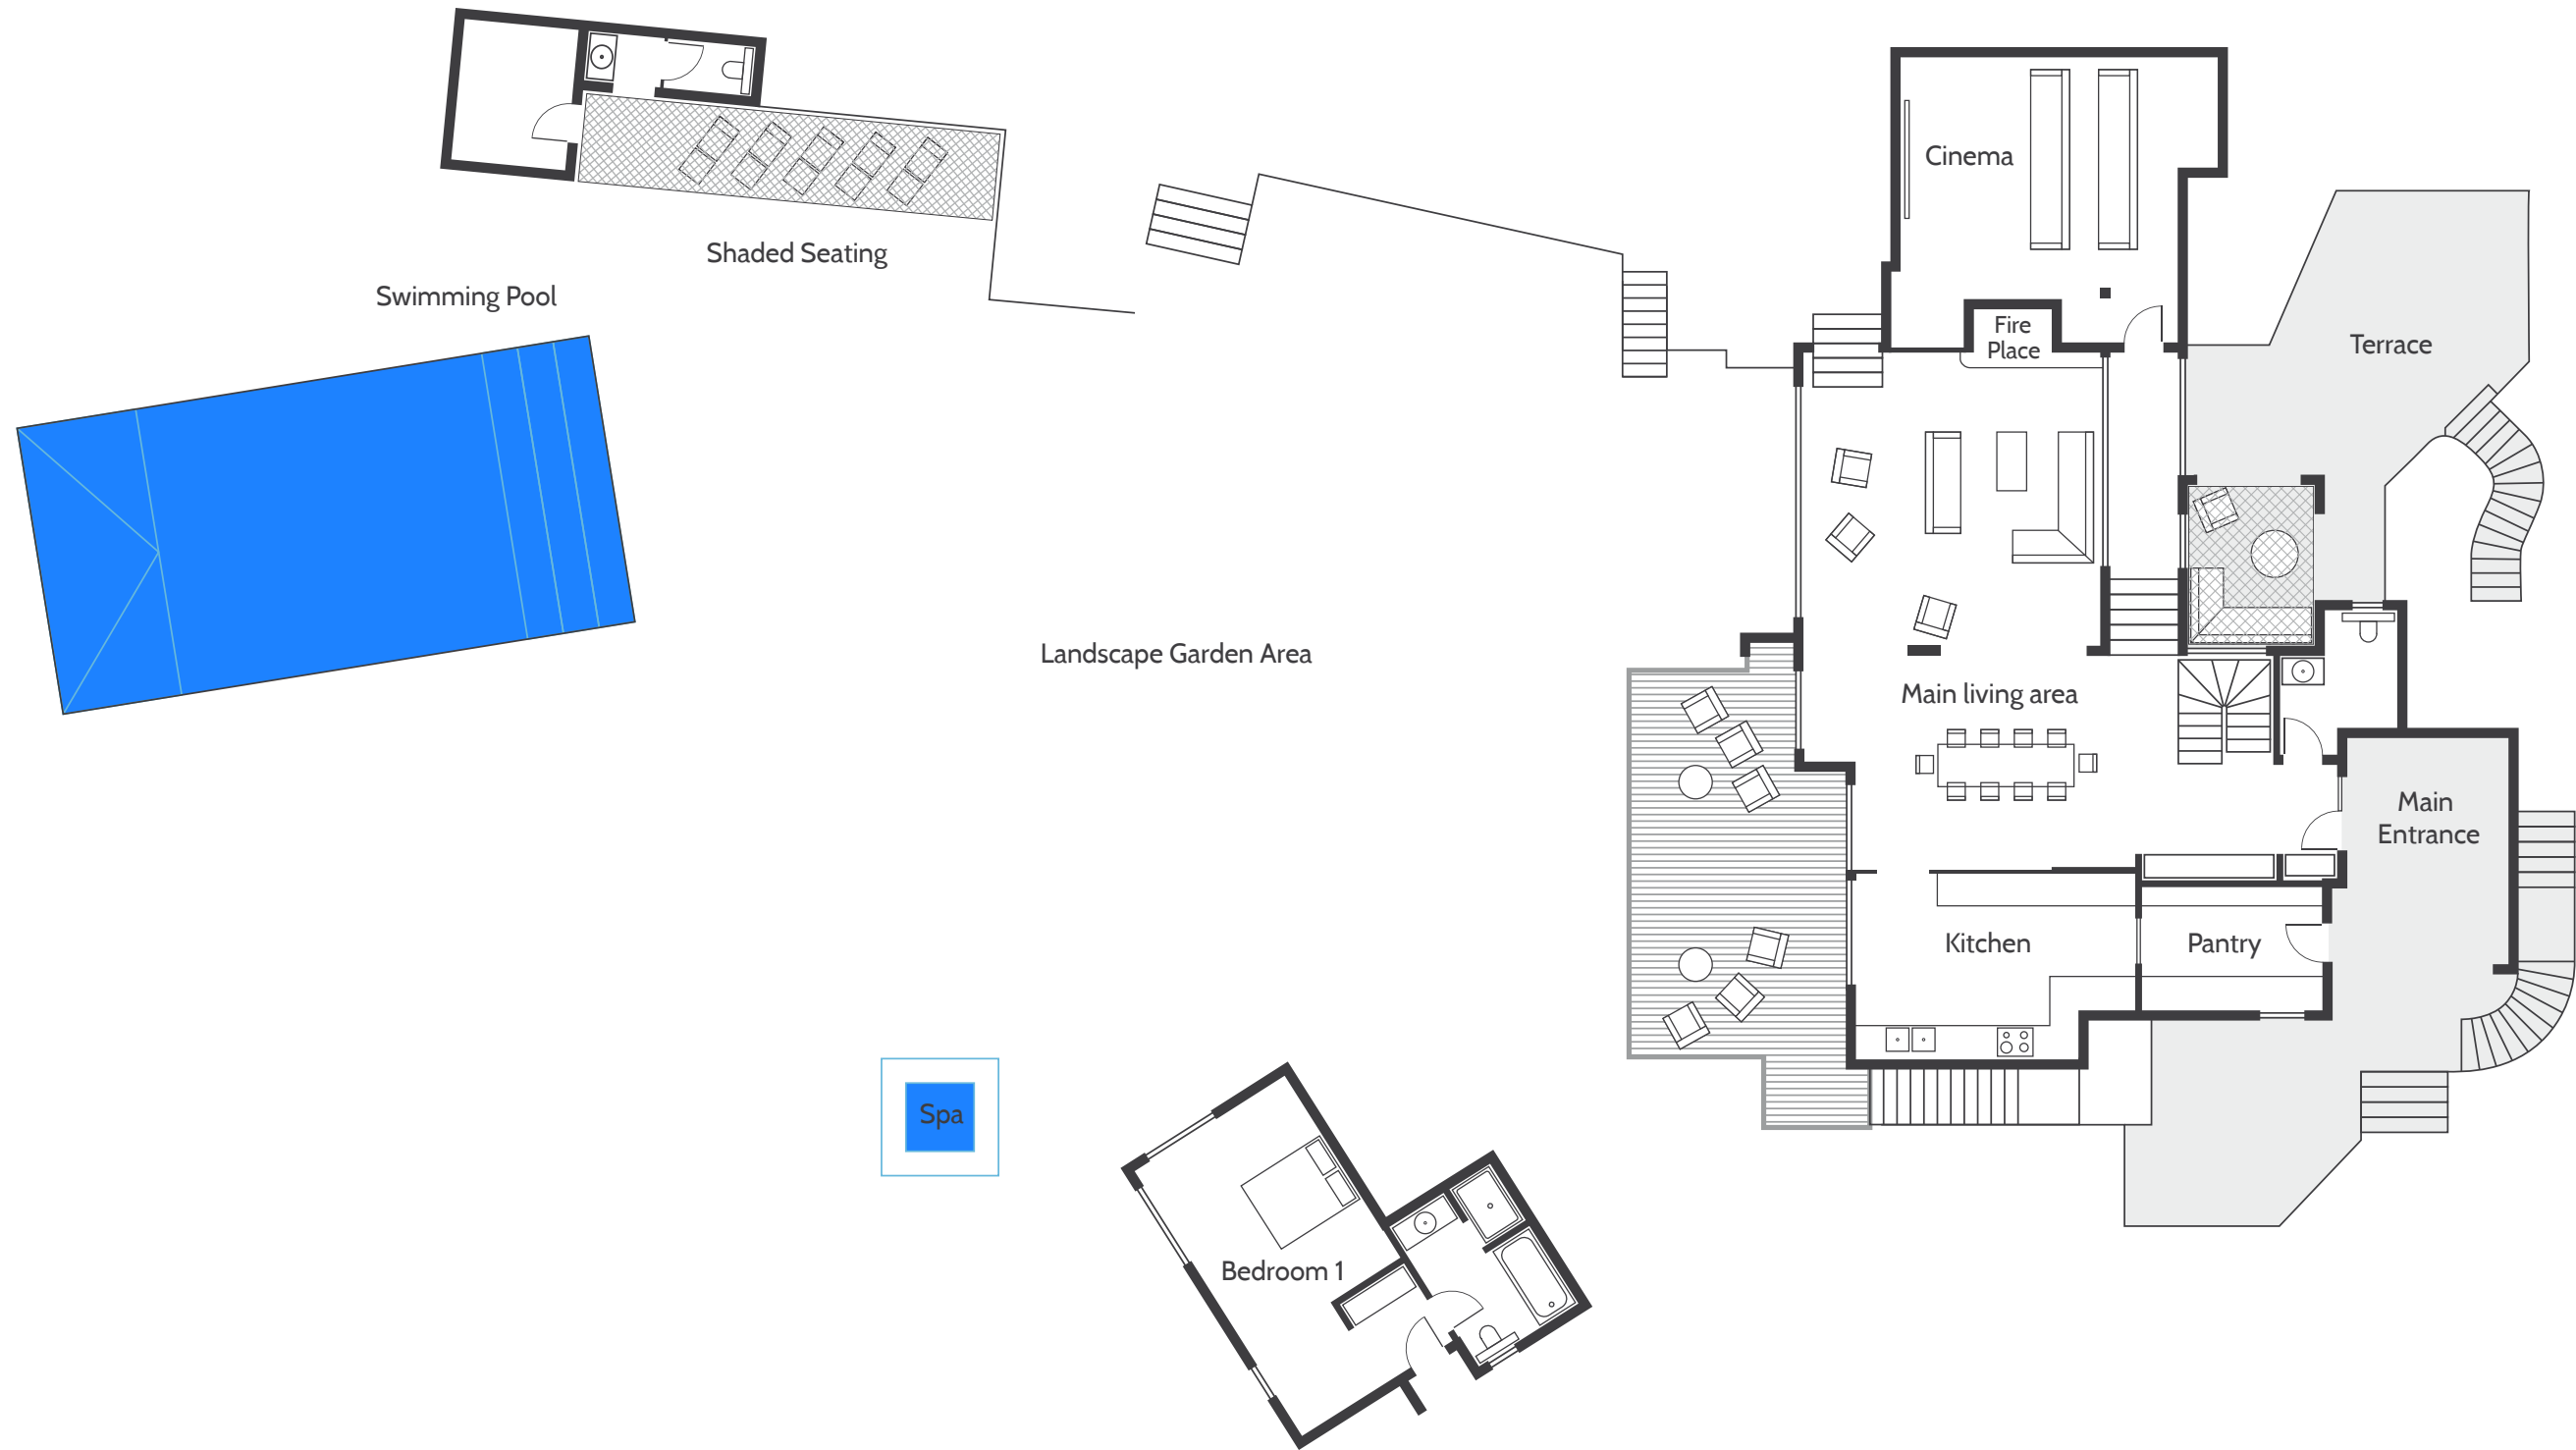 Cinema
Shaded Seating
Swimming Pool
Fire
Place
Terrace
Landscape Garden Area
Main living area
Main
Entrance
Kitchen
Pantry
Spa
Bedroom 1